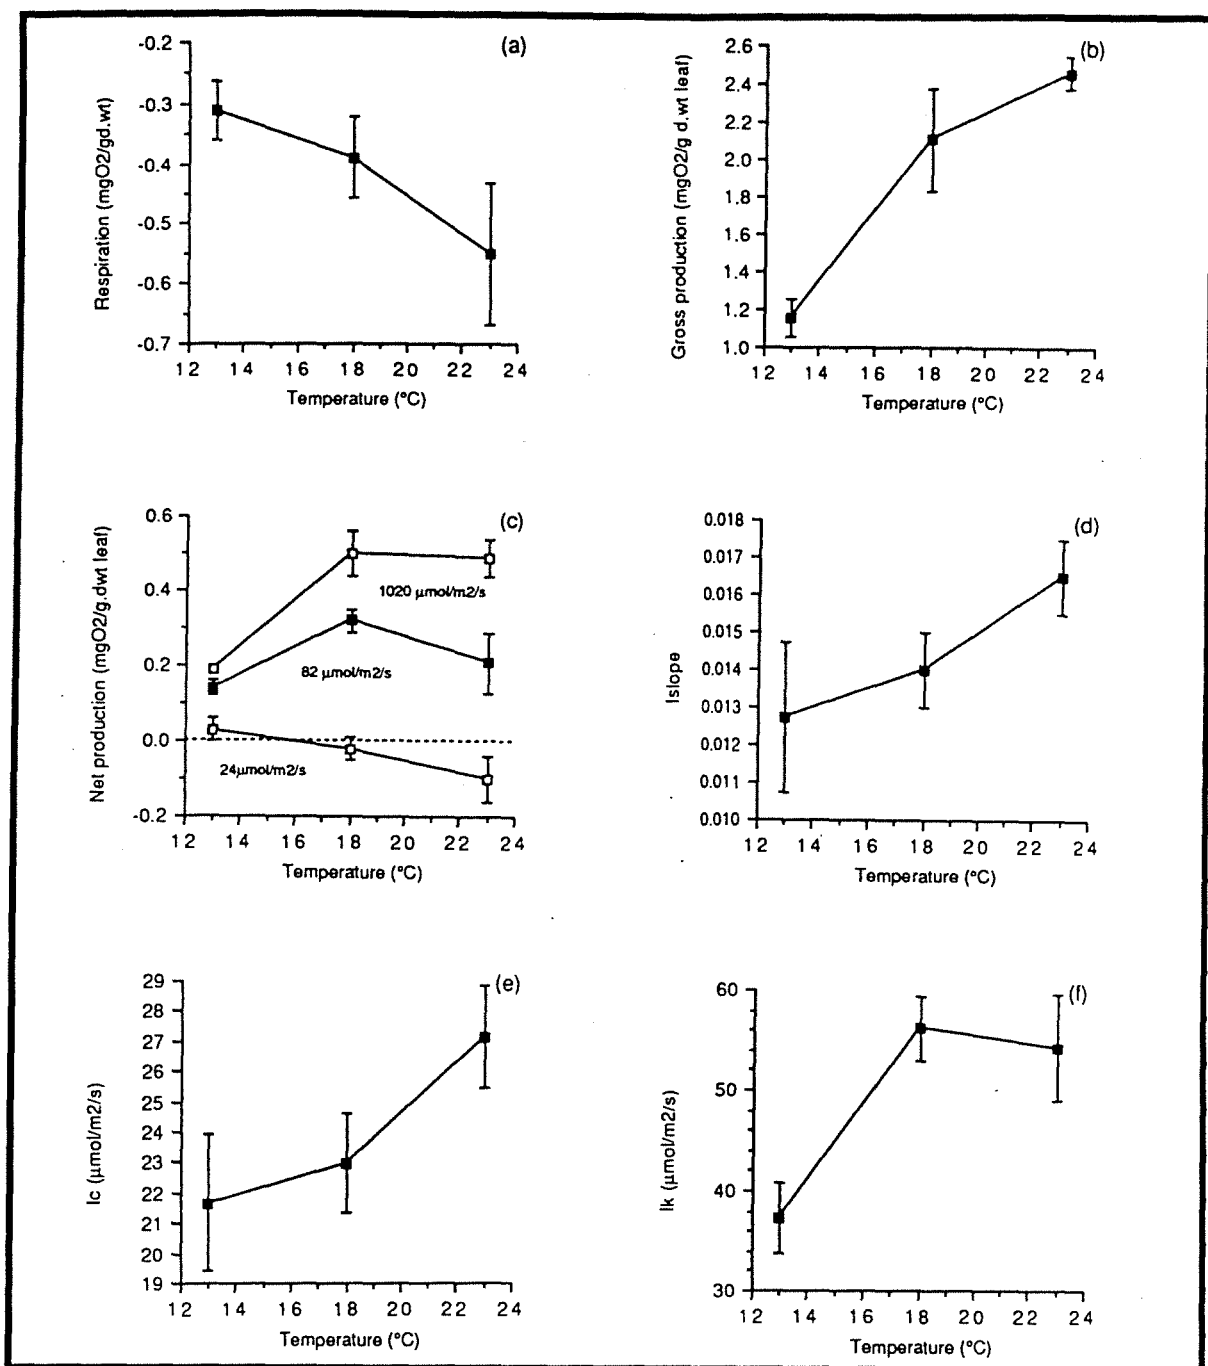 (a)
Respiration (mgO2/gd.wt)
-0.2
-0.3
-0.4
-0.5
-0.6
-0.7
12 14 16 18 20 22 24
Temperature (°C)
(b)
Gross production (mgO2/g d.wt leaf)
2.6
2.4
2.2
2.0
1.8
1.6
1.4
1.2
1.0
12 14 16 18 20 22 24
Temperature (°C)
(c)
Net production (mgO2/g.dwt leaf)
0.6
0.4
0.2
0.0
-0.2
1020 µmol/m2/s
82 µmol/m2/s
24µmol/m2/s
12 14 16 18 20 22 24
Temperature (°C)
(d)
Islope
0.018
0.017
0.016
0.015
0.014
0.013
0.012
0.011
0.010
12 14 16 18 20 22 24
Temperature (°C)
(e)
Ic (µmol/m2/s)
29
28
27
26
25
24
23
22
21
20
19
12 14 16 18 20 22 24
Temperature (°C)
(f)
Ik (µmol/m2/s)
60
50
40
30
12 14 16 18 20 22 24
Temperature (°C)